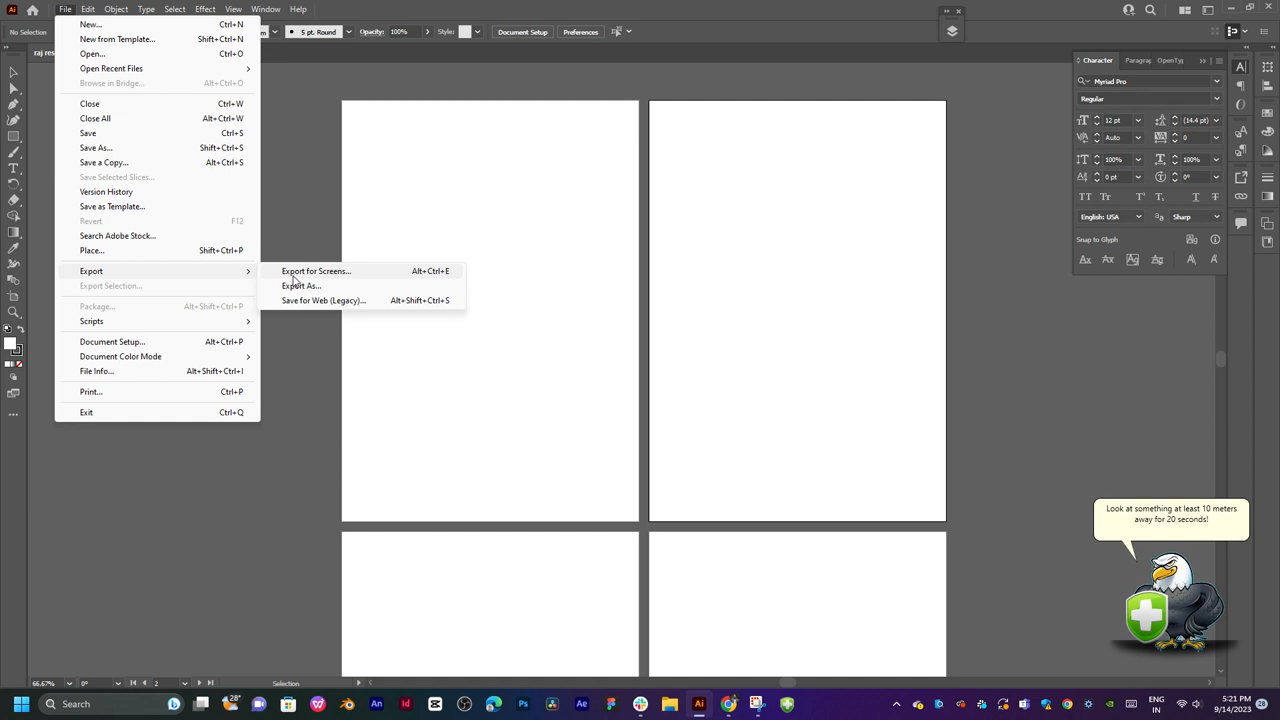 Ai File Edit Object Type Select Effect View Window Help
No Selection
5 pt. Round
Opacity: 100%
Style:
Document Setup
Preferences
raj res
New... Ctrl+N
New from Template... Shift+Ctrl+N
Open... Ctrl+O
Open Recent Files
Browse in Bridge... Alt+Ctrl+O
Close Ctrl+W
Close All Alt+Ctrl+W
Save Ctrl+S
Save As... Shift+Ctrl+S
Save a Copy... Alt+Ctrl+S
Save Selected Slices...
Version History
Save as Template...
Revert F12
Search Adobe Stock...
Place... Shift+Ctrl+P
Export
Export Selection...
Package... Alt+Shift+Ctrl+P
Scripts
Document Setup... Alt+Ctrl+P
Document Color Mode
File Info... Alt+Shift+Ctrl+I
Print... Ctrl+P
Exit Ctrl+Q
Export for Screens... Alt+Ctrl+E
Export As...
Save for Web (Legacy)... Alt+Shift+Ctrl+S
Character Paragrap OpenTyp
Myriad Pro
Regular
12 pt (14.4 pt)
Auto 0
100% 100%
0 pt 0°
English: USA Sharp
Snap to Glyph
Look at something at least 10 meters
away for 20 seconds!
66.67% 0° 2 Selection
Search
28°
ENG
IN
5:21 PM
9/14/2023